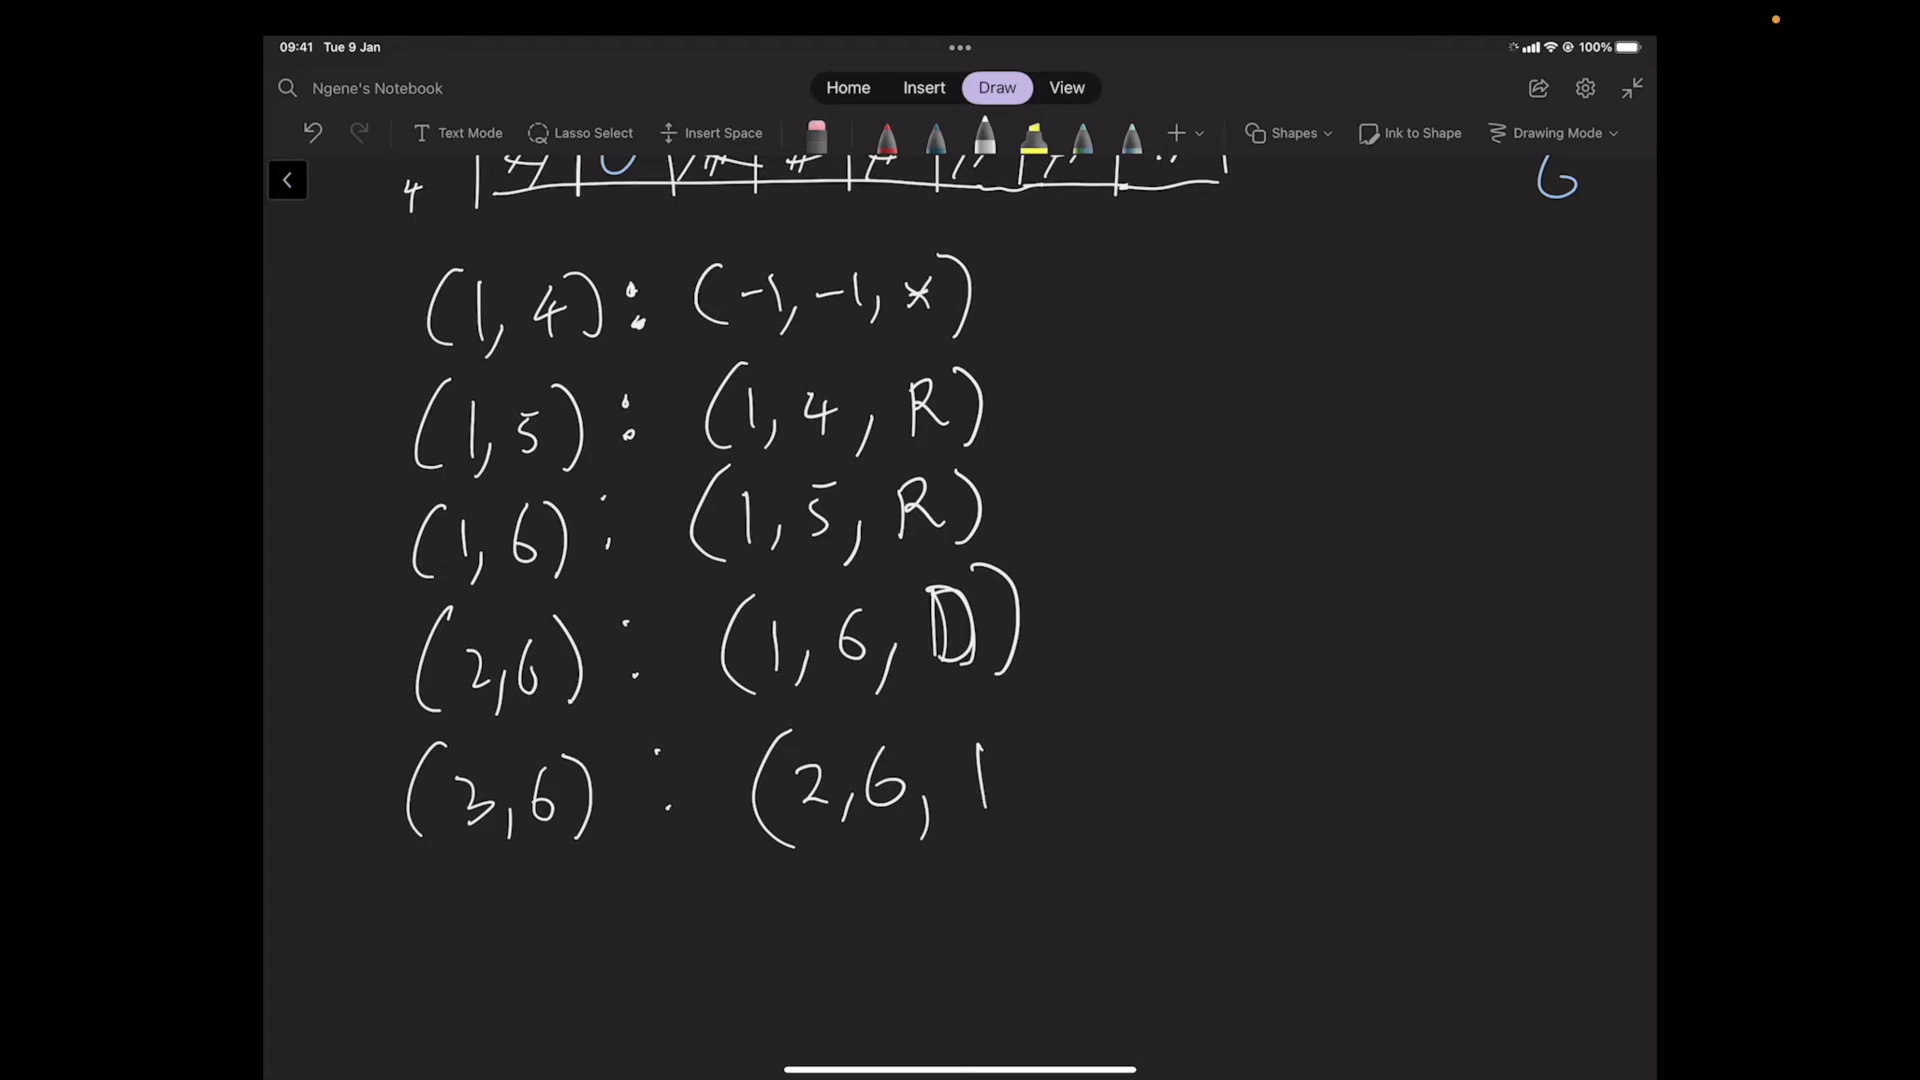 09:41 Tue 9 Jan
100%
Ngene's Notebook
Home Insert Draw View
Text Mode Lasso Select Insert Space Shapes Ink to Shape Drawing Mode
4
(1, 4): (-1, -1, *)
(1, 5): (1, 4, R)
(1, 6): (1, 5, R)
(2,6): (1, 6, D)
(3,6): (2,6, |